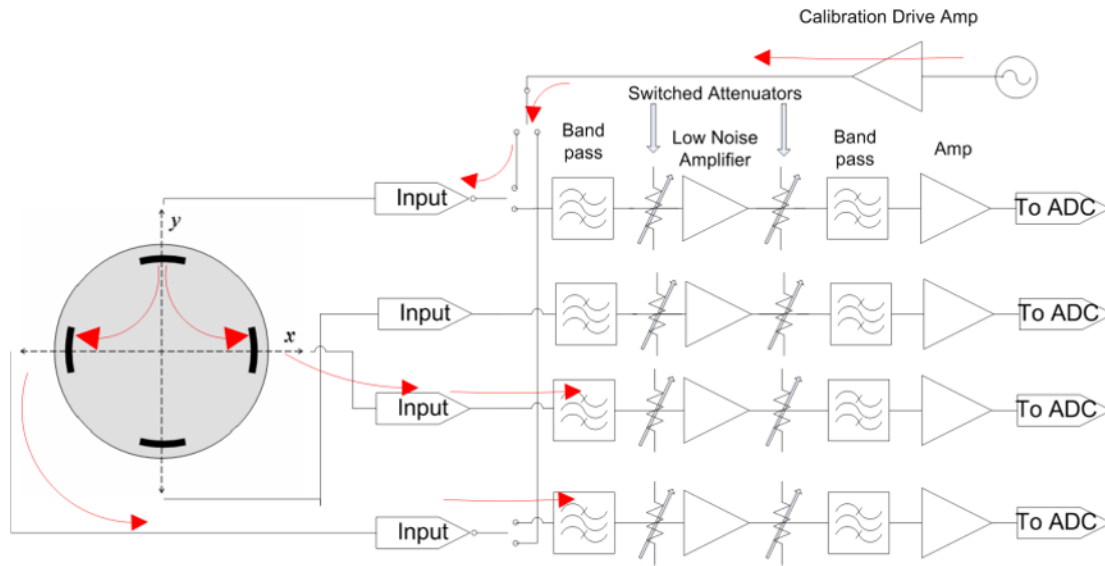 Calibration Drive Amp
Switched Attenuators
Band
pass
Low Noise
Amplifier
Band
pass
Amp
Input
To ADC
y
Input
To ADC
x
Input
To ADC
Input
To ADC